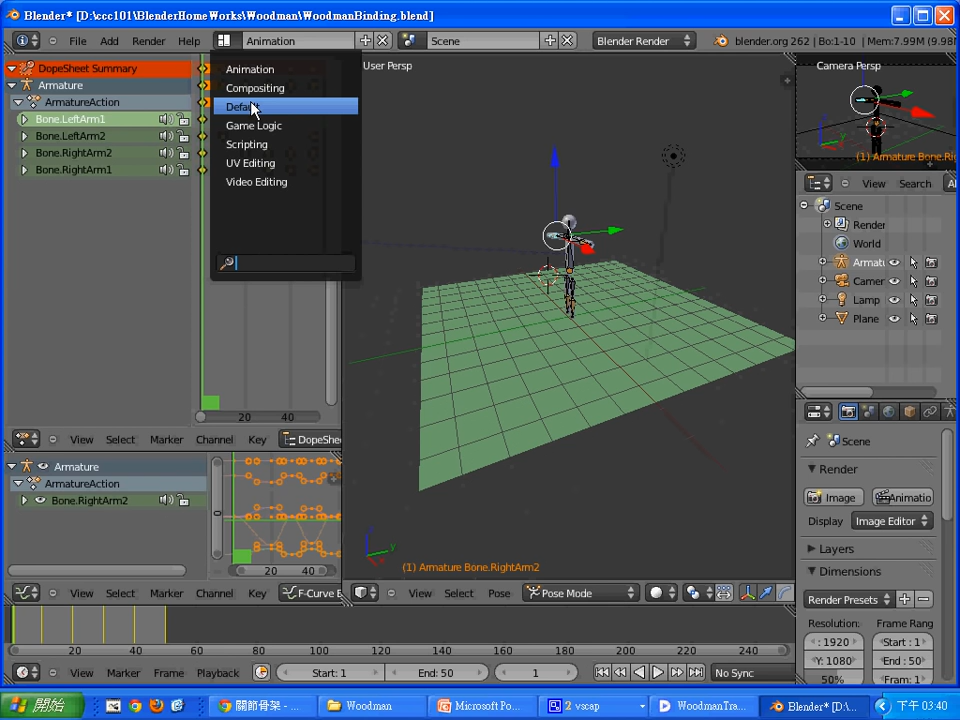 Blender* [D:\ccc101\BlenderHomeWorks\Woodman\WoodmanBinding.blend]
File Add Render Help Animation Scene Blender Render blender.org 262 | Bo:1-10 | Mem:7.99M (9.98
DopeSheet Summary
Armature
ArmatureAction
Bone.LeftArm1
Bone.LeftArm2
Bone.RightArm2
Bone.RightArm1
20 40
View Select Marker Channel Key DopeShee
Animation
Compositing
Default
Game Logic
Scripting
UV Editing
Video Editing
User Persp
(1) Armature Bone.RightArm2
View Select Pose Pose Mode
Camera Persp
(1) Armature Bone.Ri
View Search Al
Scene
Render
World
Armatu
Camer
Lamp
Plane
Scene
Render
Image Animatio
Display Image Editor
Layers
Dimensions
Render Presets
Resolution: Frame Rang
: 1920 Start : 1
Y: 1080 End : 50
50% Fram: 1
Armature
ArmatureAction
Bone.RightArm2
20 40
View Select Marker Channel Key F-Curve E
20 40 60 80 100 120 140 160 180 200 220 240
View Marker Frame Playback Start: 1 End: 50 1 No Sync
開始 關節骨架 - ... Woodman Microsoft Po... 2 vscap WoodmanTra... Blender* [D:\... 下午 03:40